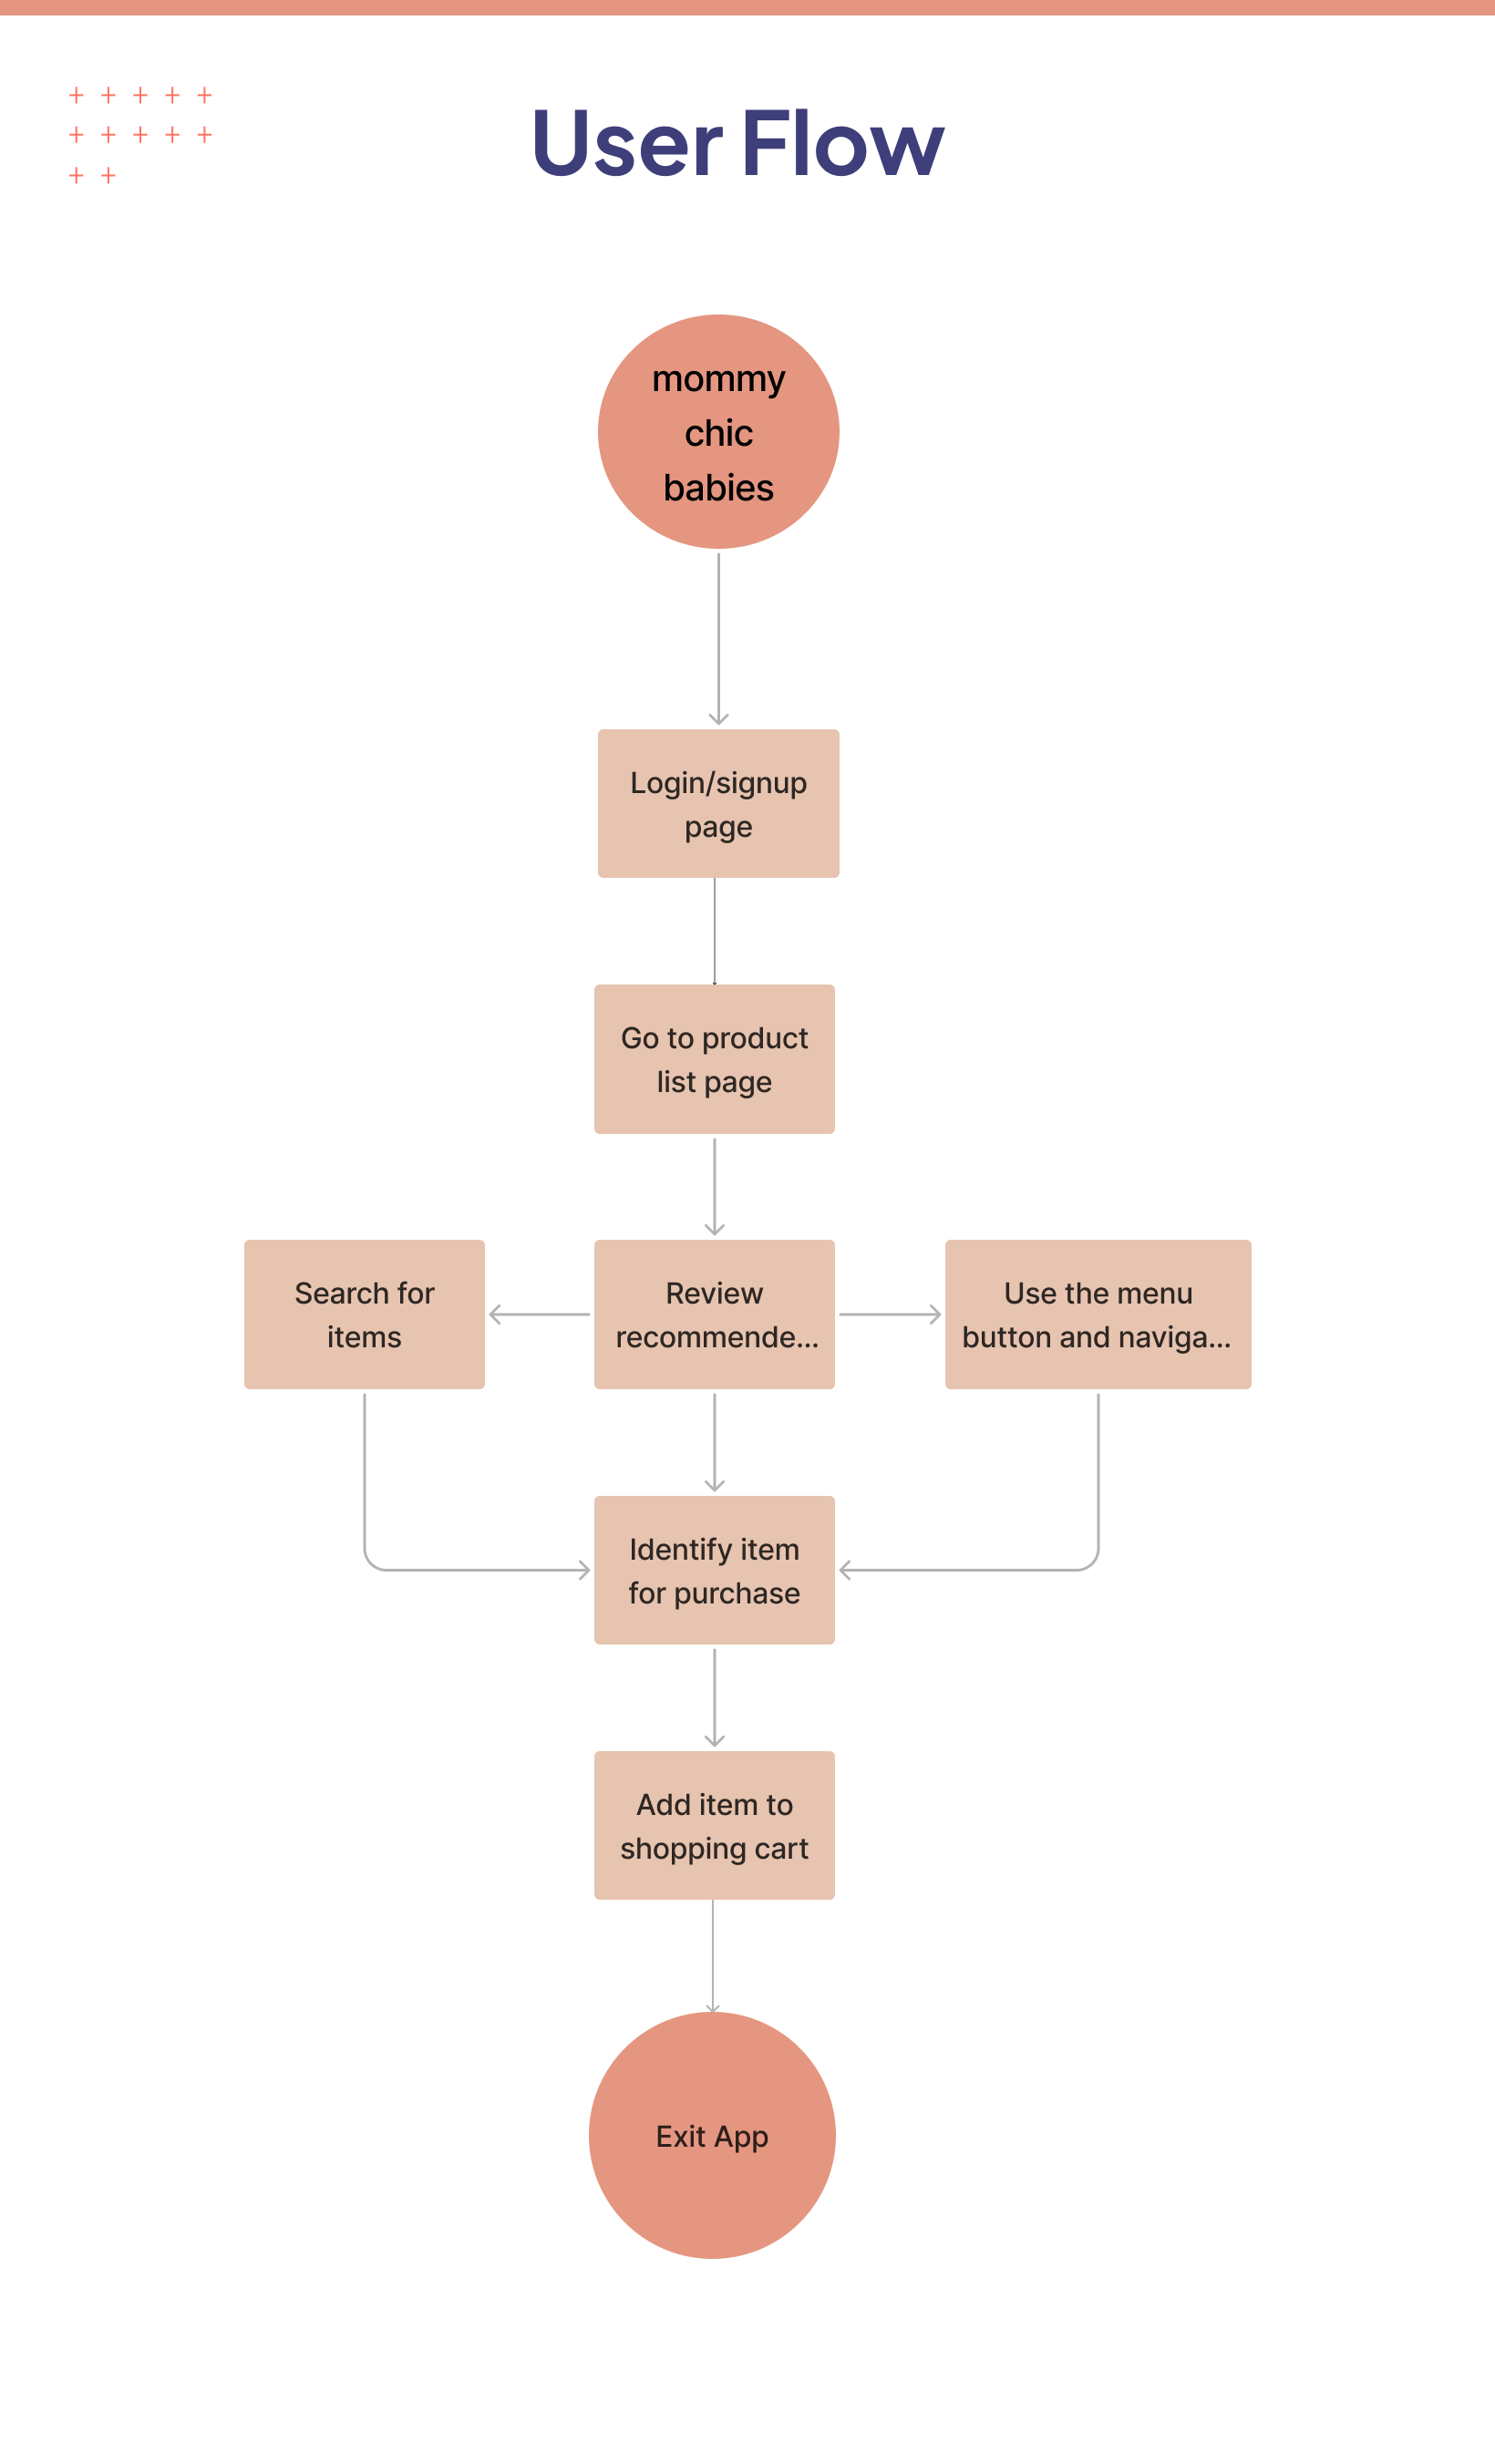 User Flow
mommy
chic
babies
Login/signup
page
Go to product
list page
Search for
items
Review
recommende...
Use the menu
button and naviga...
Identify item
for purchase
Add item to
shopping cart
Exit App